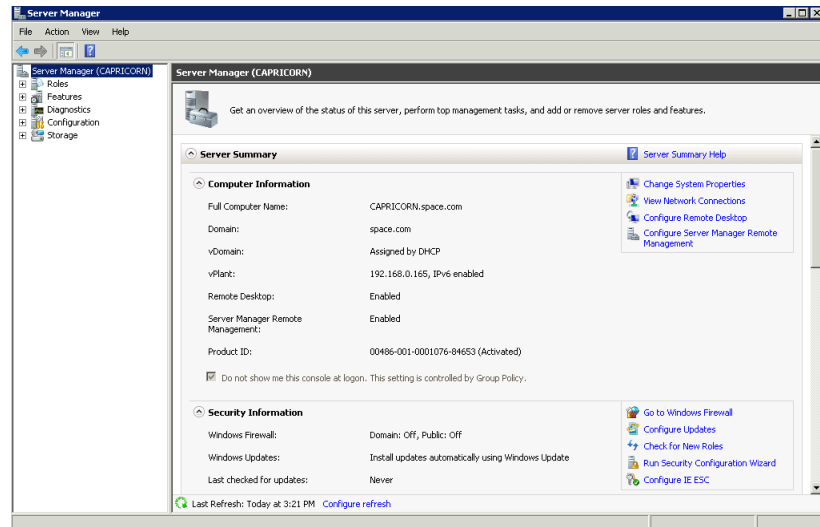 Server Manager
File Action View Help
Server Manager (CAPRICORN)
Roles
Features
Diagnostics
Configuration
Storage
Server Manager (CAPRICORN)
Get an overview of the status of this server, perform top management tasks, and add or remove server roles and features.
Server Summary
Server Summary Help
Computer Information
Full Computer Name: CAPRICORN.space.com
Domain: space.com
vDomain: Assigned by DHCP
vPlant: 192.168.0.165, IPv6 enabled
Remote Desktop: Enabled
Server Manager Remote Enabled
Management:
Product ID: 00486-001-0001076-84653 (Activated)
Do not show me this console at logon. This setting is controlled by Group Policy.
Change System Properties
View Network Connections
Configure Remote Desktop
Configure Server Manager Remote
Management
Security Information
Windows Firewall: Domain: Off, Public: Off
Windows Updates: Install updates automatically using Windows Update
Last checked for updates: Never
Go to Windows Firewall
Configure Updates
Check for New Roles
Run Security Configuration Wizard
Configure IE ESC
Last Refresh: Today at 3:21 PM Configure refresh